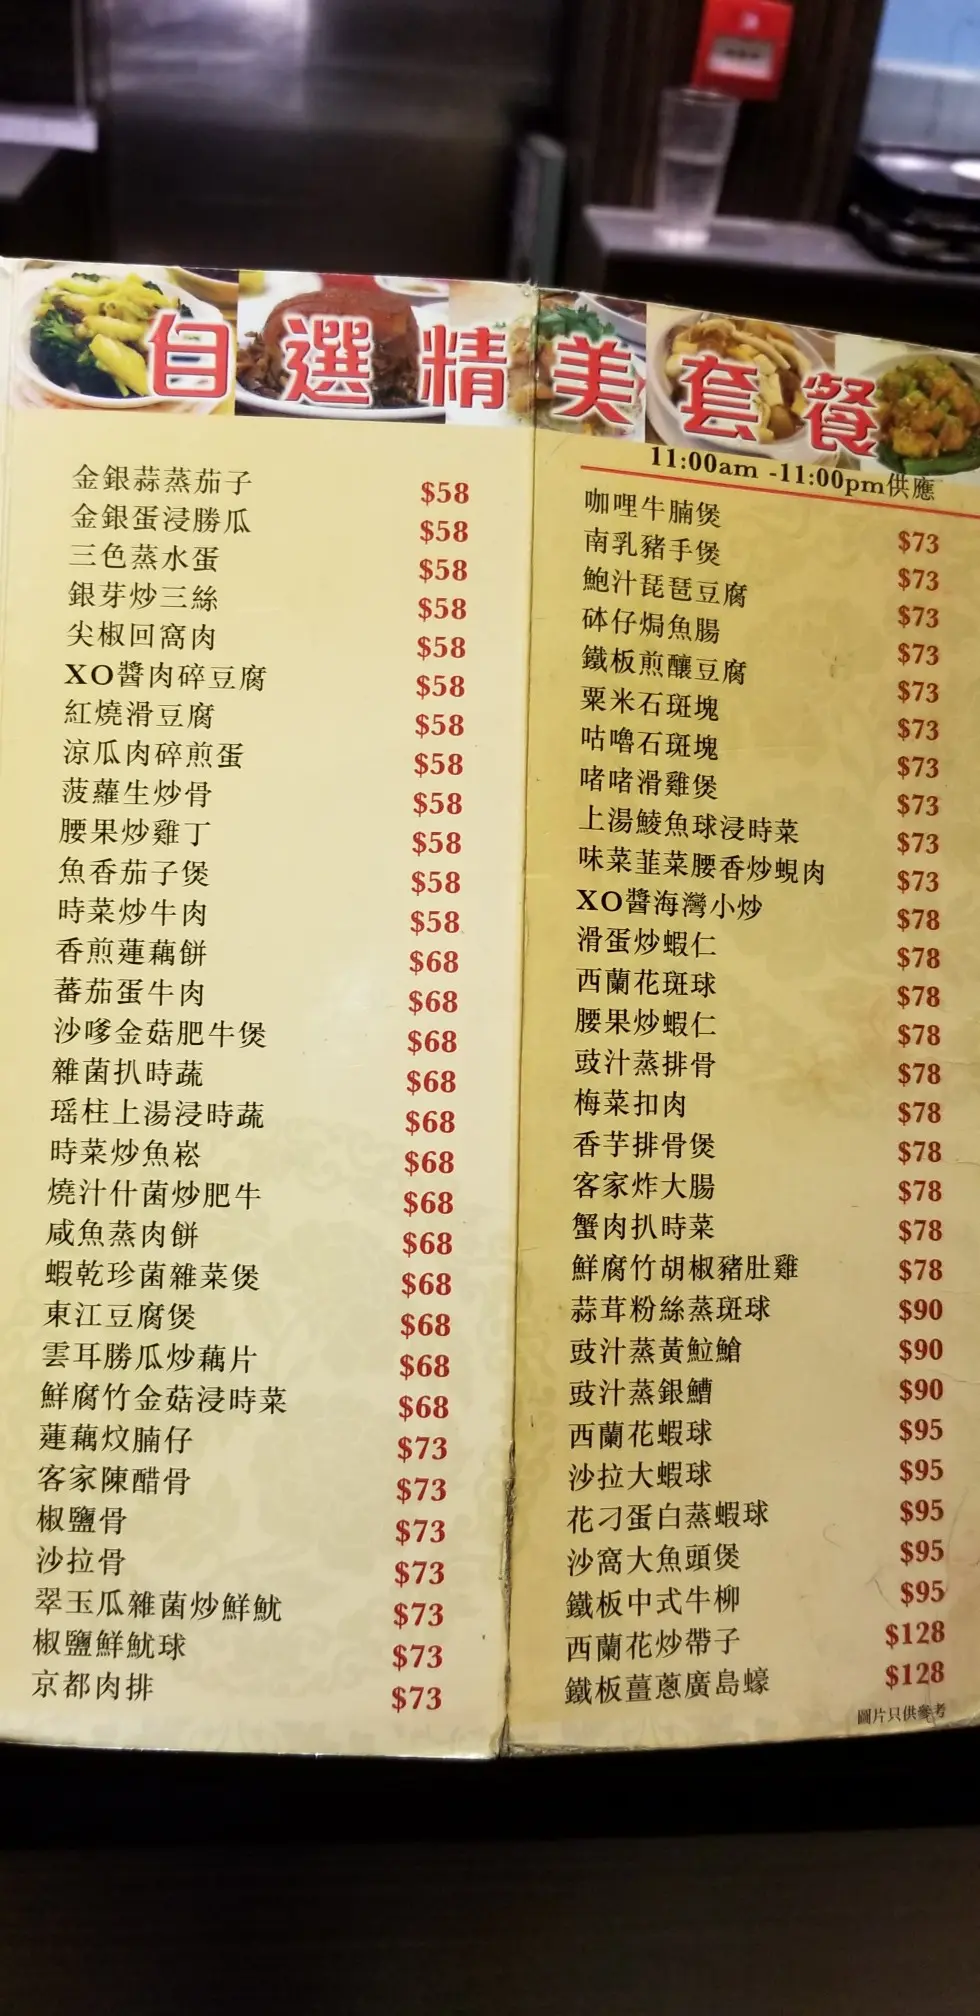 自選精美套餐
11:00am -11:00pm供應
金銀蒜蒸茄子 $58
金銀蛋浸勝瓜 $58
三色蒸水蛋 $58
銀芽炒三絲 $58
尖椒回窩肉 $58
XO醬肉碎豆腐 $58
紅燒滑豆腐 $58
涼瓜肉碎煎蛋 $58
菠蘿生炒骨 $58
腰果炒雞丁 $58
魚香茄子煲 $58
時菜炒牛肉 $58
香煎蓮藕餅 $68
蕃茄蛋牛肉 $68
沙嗲金菇肥牛煲 $68
雜菌扒時蔬 $68
瑤柱上湯浸時蔬 $68
時菜炒魚崧 $68
燒汁什菌炒肥牛 $68
咸魚蒸肉餅 $68
蝦乾珍菌雜菜煲 $68
東江豆腐煲 $68
雲耳勝瓜炒藕片 $68
鮮腐竹金菇浸時菜 $68
蓮藕炆腩仔 $73
客家陳醋骨 $73
椒鹽骨 $73
沙拉骨 $73
翠玉瓜雜菌炒鮮魷 $73
椒鹽鮮魷球 $73
京都肉排 $73
咖哩牛腩煲 $73
南乳豬手煲 $73
鮑汁琵琶豆腐 $73
砵仔焗魚腸 $73
鐵板煎釀豆腐 $73
粟米石斑塊 $73
咕嚕石斑塊 $73
啫啫滑雞煲 $73
上湯鯪魚球浸時菜 $73
味菜韮菜腰香炒蜆肉 $73
XO醬海灣小炒 $78
滑蛋炒蝦仁 $78
西蘭花斑球 $78
腰果炒蝦仁 $78
豉汁蒸排骨 $78
梅菜扣肉 $78
香芋排骨煲 $78
客家炸大腸 $78
蟹肉扒時菜 $78
鮮腐竹胡椒豬肚雞 $78
蒜茸粉絲蒸斑球 $90
豉汁蒸黃䱀鱠 $90
豉汁蒸銀鱈 $90
西蘭花蝦球 $95
沙拉大蝦球 $95
花刁蛋白蒸蝦球 $95
沙窩大魚頭煲 $95
鐵板中式牛柳 $95
西蘭花炒帶子 $128
鐵板薑蔥廣島蠔 $128
圖片只供參考